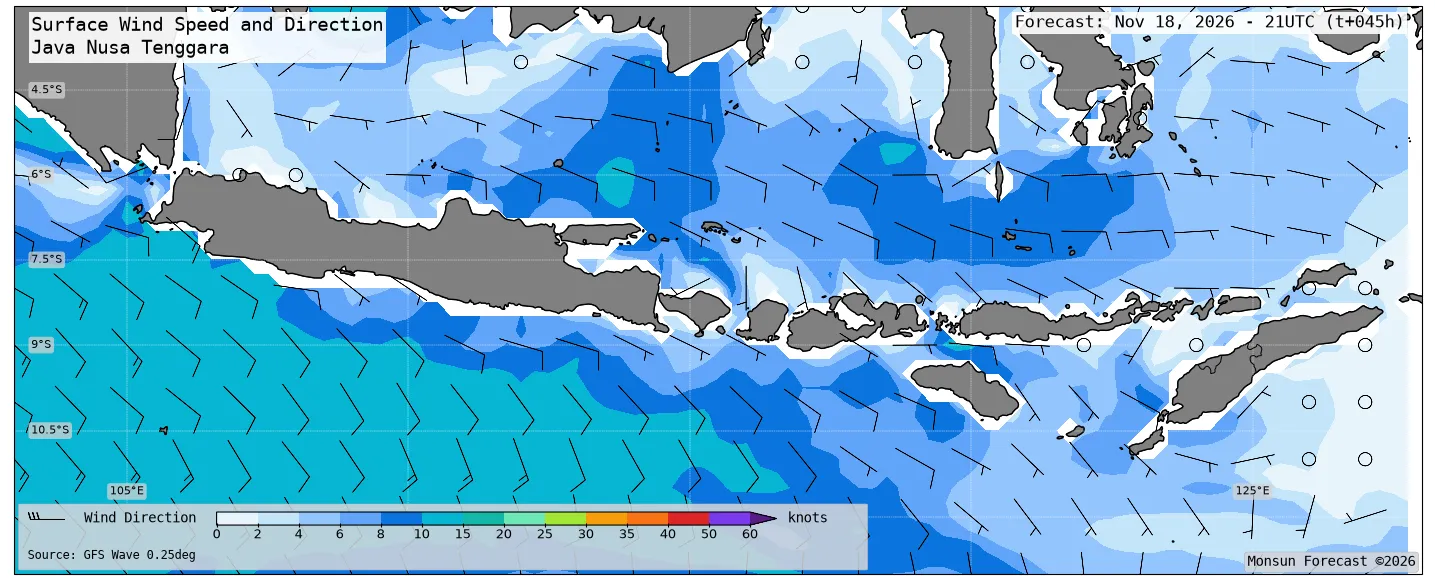 Surface Wind Speed and Direction
Java Nusa Tenggara
Forecast: Nov 18, 2026 - 21UTC (t+045h)
4.5°S
6°S
7.5°S
9°S
10.5°S
105°E
125°E
Wind Direction
knots
0 2 4 6 8 10 15 20 25 30 35 40 50 60
Source: GFS Wave 0.25deg
Monsun Forecast ©2026